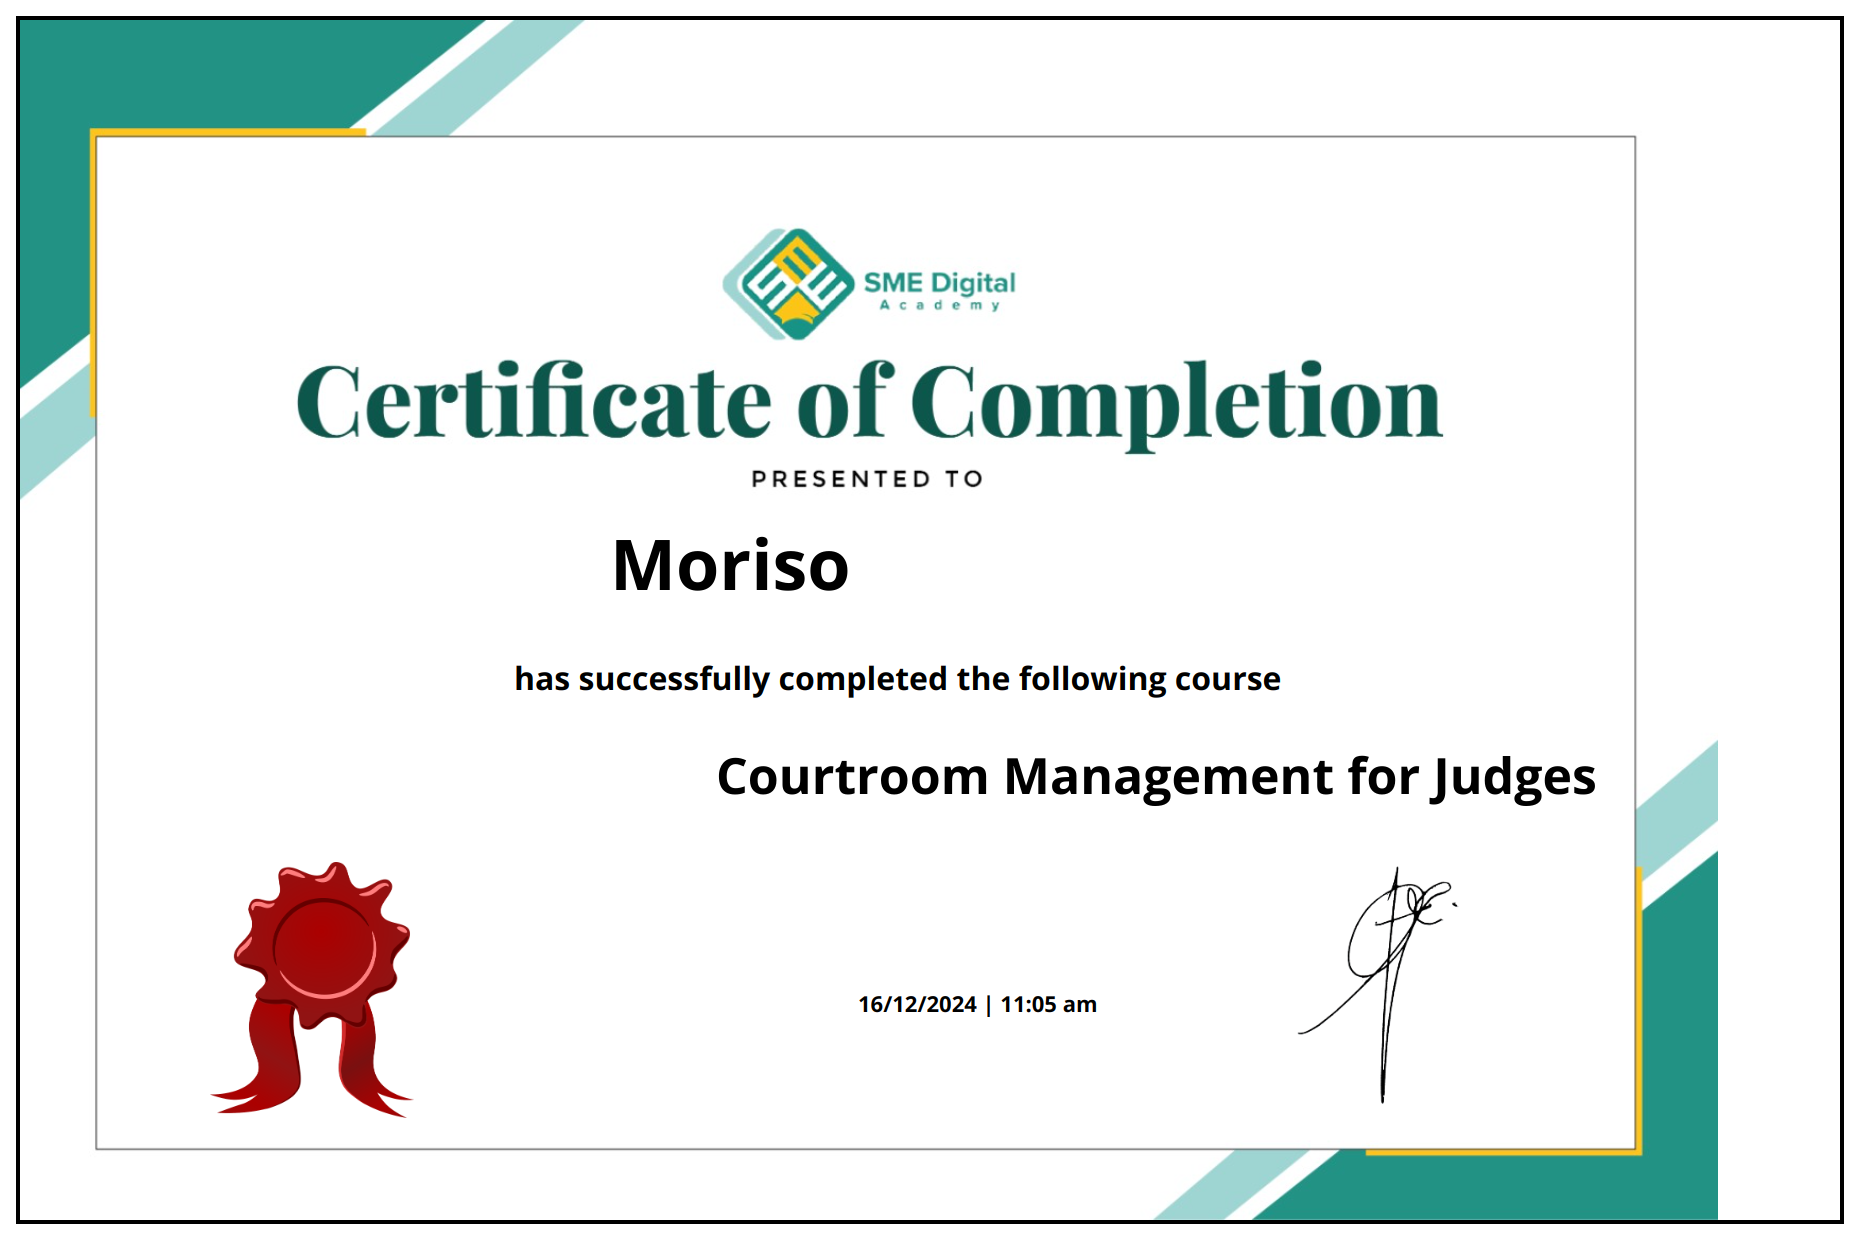 SME Digital
Academy
Certificate of Completion
PRESENTED TO
Moriso
has successfully completed the following course
Courtroom Management for Judges
16/12/2024 | 11:05 am